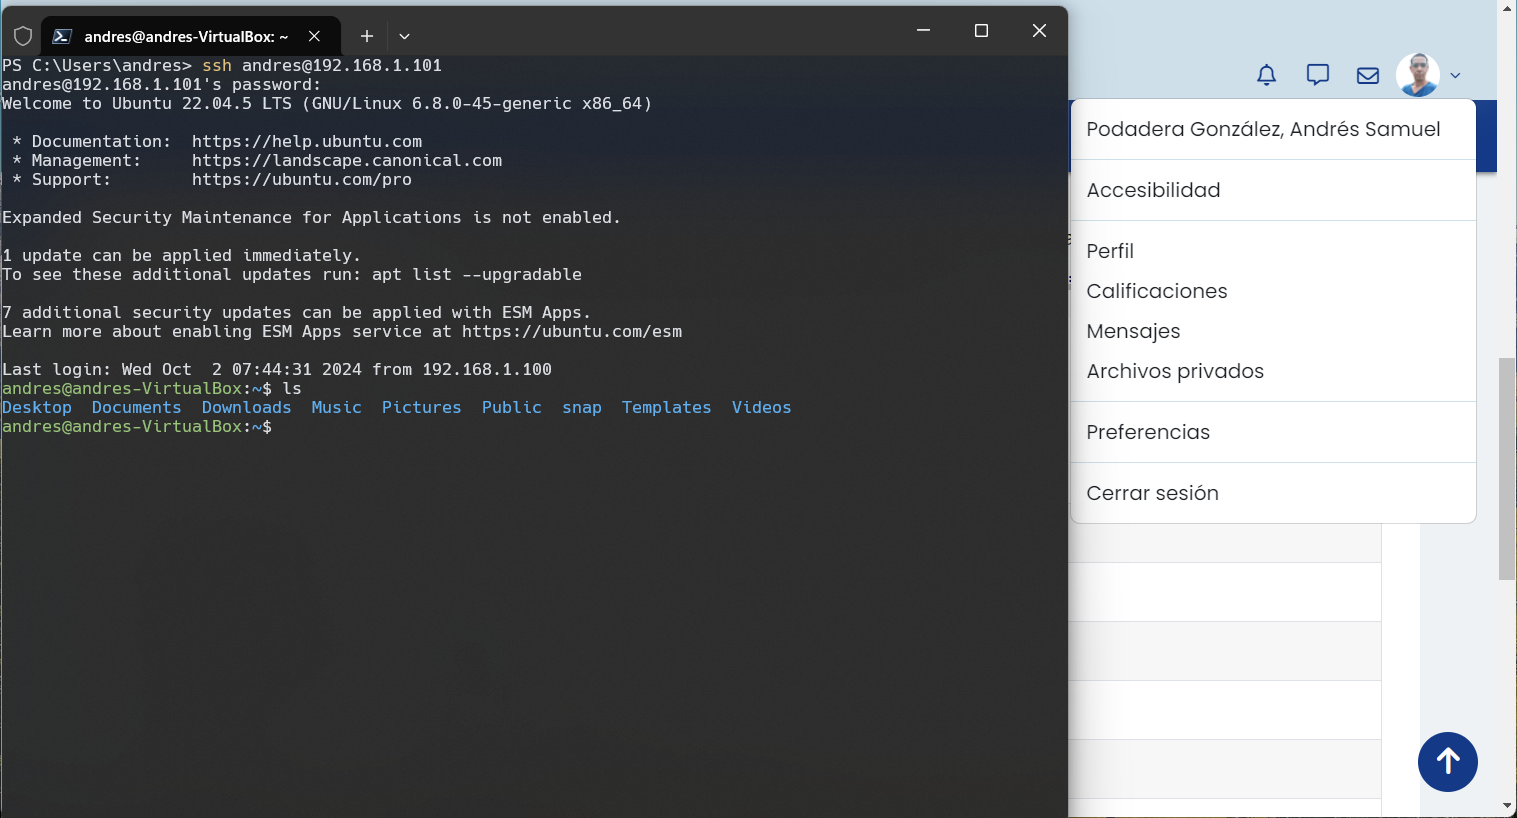 andres@andres-VirtualBox: ~
PS C:\Users\andres> ssh andres@192.168.1.101
andres@192.168.1.101's password:
Welcome to Ubuntu 22.04.5 LTS (GNU/Linux 6.8.0-45-generic x86_64)
* Documentation:  https://help.ubuntu.com
* Management:     https://landscape.canonical.com
* Support:        https://ubuntu.com/pro
Expanded Security Maintenance for Applications is not enabled.
1 update can be applied immediately.
To see these additional updates run: apt list --upgradable
7 additional security updates can be applied with ESM Apps.
Learn more about enabling ESM Apps service at https://ubuntu.com/esm
Last login: Wed Oct  2 07:44:31 2024 from 192.168.1.100
andres@andres-VirtualBox:~$ ls
Desktop  Documents  Downloads  Music  Pictures  Public  snap  Templates  Videos
andres@andres-VirtualBox:~$
Podadera González, Andrés Samuel
Accesibilidad
Perfil
Calificaciones
Mensajes
Archivos privados
Preferencias
Cerrar sesión